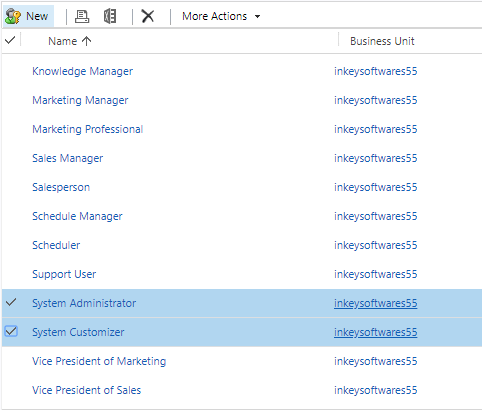 New More Actions
Name Business Unit
Knowledge Manager inkeysoftwares55
Marketing Manager inkeysoftwares55
Marketing Professional inkeysoftwares55
Sales Manager inkeysoftwares55
Salesperson inkeysoftwares55
Schedule Manager inkeysoftwares55
Scheduler inkeysoftwares55
Support User inkeysoftwares55
System Administrator inkeysoftwares55
System Customizer inkeysoftwares55
Vice President of Marketing inkeysoftwares55
Vice President of Sales inkeysoftwares55